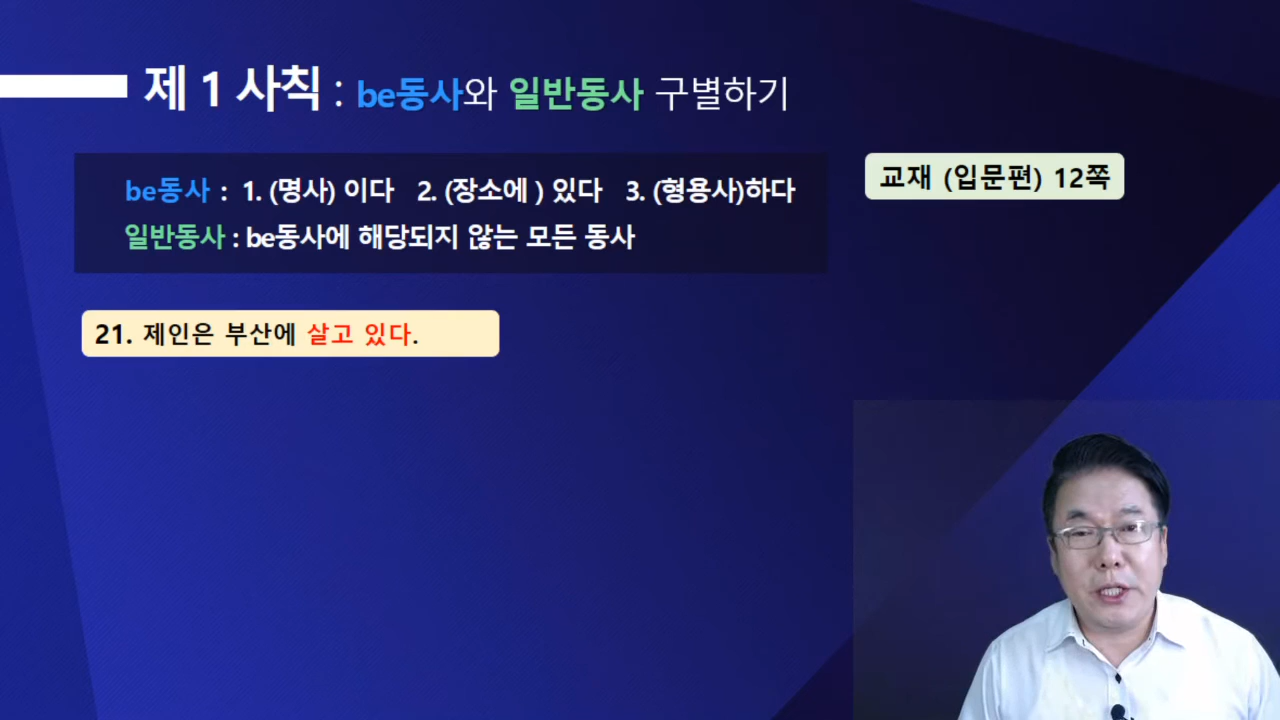 제 1 사칙 : be동사와 일반동사 구별하기
교재 (입문편) 12쪽
be동사 : 1. (명사) 이다 2. (장소에 ) 있다 3. (형용사)하다
일반동사 : be동사에 해당되지 않는 모든 동사
21. 제인은 부산에 살고 있다.